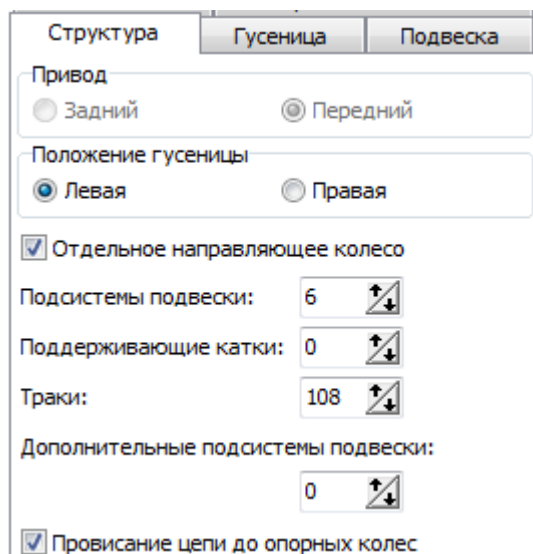 Структура Гусеница Подвеска
Привод
Задний Передний
Положение гусеницы
Левая Правая
Отдельное направляющее колесо
Подсистемы подвески: 6
Поддерживающие катки: 0
Траки: 108
Дополнительные подсистемы подвески:
0
Провисание цепи до опорных колес